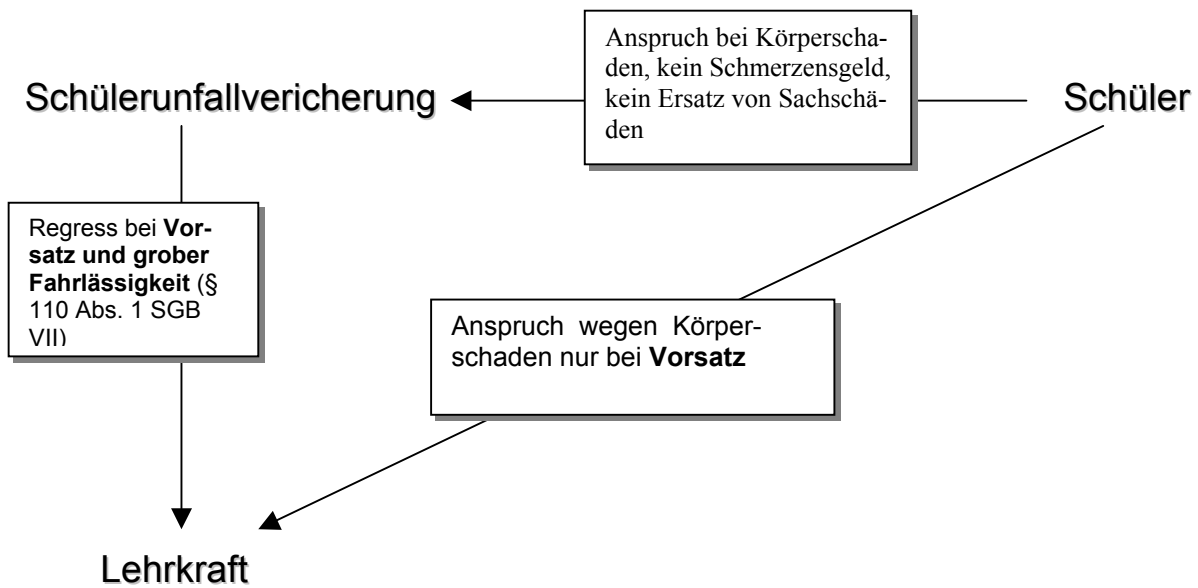 Anspruch bei Körperscha-
den, kein Schmerzensgeld,
kein Ersatz von Sachschä-
den
Schülerunfallvericherung
Schüler
Regress bei Vor-
satz und grober
Fahrlässigkeit (§
110 Abs. 1 SGB
VII)
Anspruch wegen Körper-
schaden nur bei Vorsatz
Lehrkraft